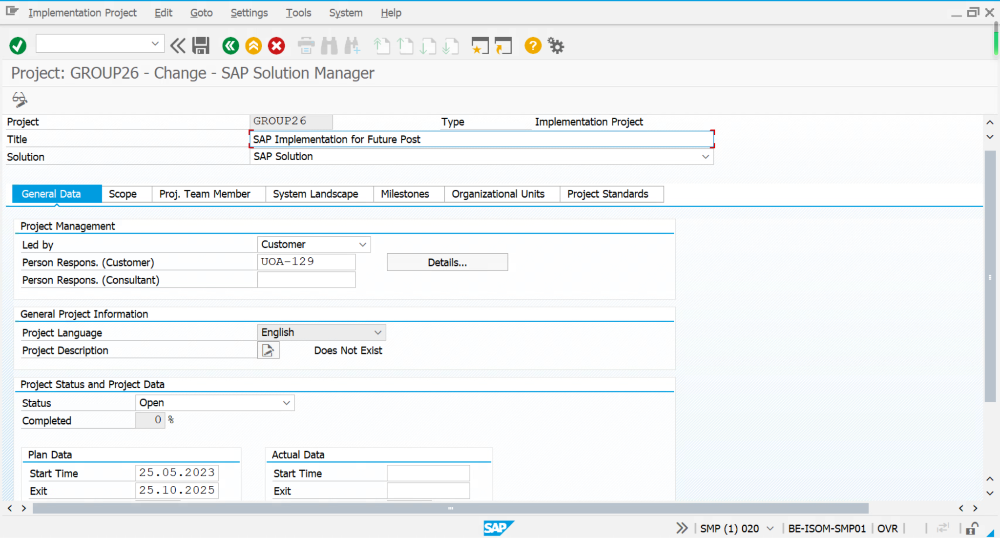 Implementation Project Edit Goto Settings Tools System Help
Project: GROUP26 - Change - SAP Solution Manager
Project GROUP26 Type Implementation Project
Title SAP Implementation for Future Post
Solution SAP Solution
General Data Scope Proj. Team Member System Landscape Milestones Organizational Units Project Standards
Project Management
Led by Customer
Person Respons. (Customer) UOA-129 Details...
Person Respons. (Consultant)
General Project Information
Project Language English
Project Description Does Not Exist
Project Status and Project Data
Status Open
Completed 0 %
Plan Data Actual Data
Start Time 25.05.2023 Start Time
Exit 25.10.2025 Exit
SAP SMP (1) 020 BE-ISOM-SMP01 OVR